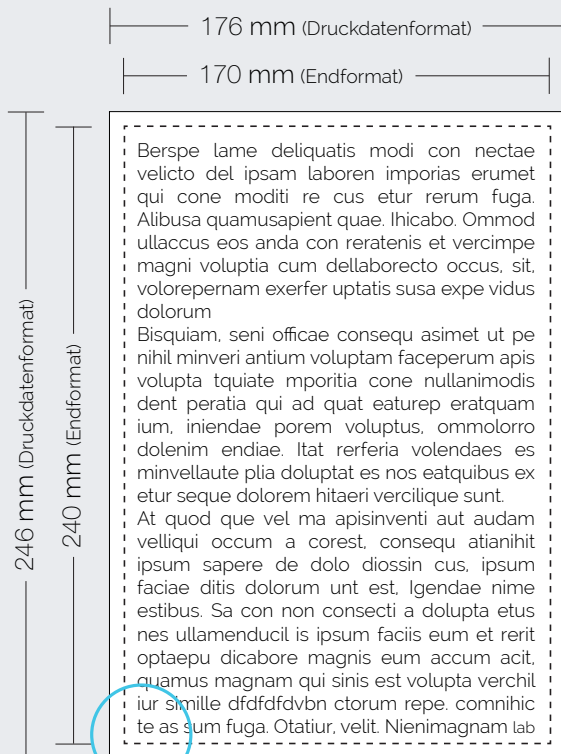 176 mm (Druckdatenformat)
170 mm (Endformat)
246 mm (Druckdatenformat)
240 mm (Endformat)
Berspe lame deliquatis modi con nectae
velicto del ipsam laboren imporias erumet
qui cone moditi re cus etur rerum fuga.
Alibusa quamusapient quae. Ihicabo. Ommod
ullaccus eos anda con reratenis et vercimpe
magni voluptia cum dellaborecto occus, sit,
volorepernam exerfer uptatis susa expe vidus
dolorum
Bisquiam, seni officae consequ asimet ut pe
nihil minveri antium voluptam faceperum apis
volupta tquiate mporitia cone nullanimodis
dent peratia qui ad quat eaturep eratquam
ium, iniendae porem voluptus, ommolorro
dolenim endiae. Itat rerferia volendaes es
minvellaute plia doluptat es nos eatquibus ex
etur seque dolorem hitaeri vercilique sunt.
At quod que vel ma apisinventi aut audam
velliqui occum a corest, consequ atianihit
ipsum sapere de dolo diossin cus, ipsum
faciae ditis dolorum unt est, Igendae nime
estibus. Sa con non consecti a dolupta etus
nes ullamenducil is ipsum faciis eum et rerit
optaepu dicabore magnis eum accum acit,
quamus magnam qui sinis est volupta verchil
iur simille dfdfdfdvbn ctorum repe. comnihic
te as sum fuga. Otatiur, velit. Nienimagnam lab